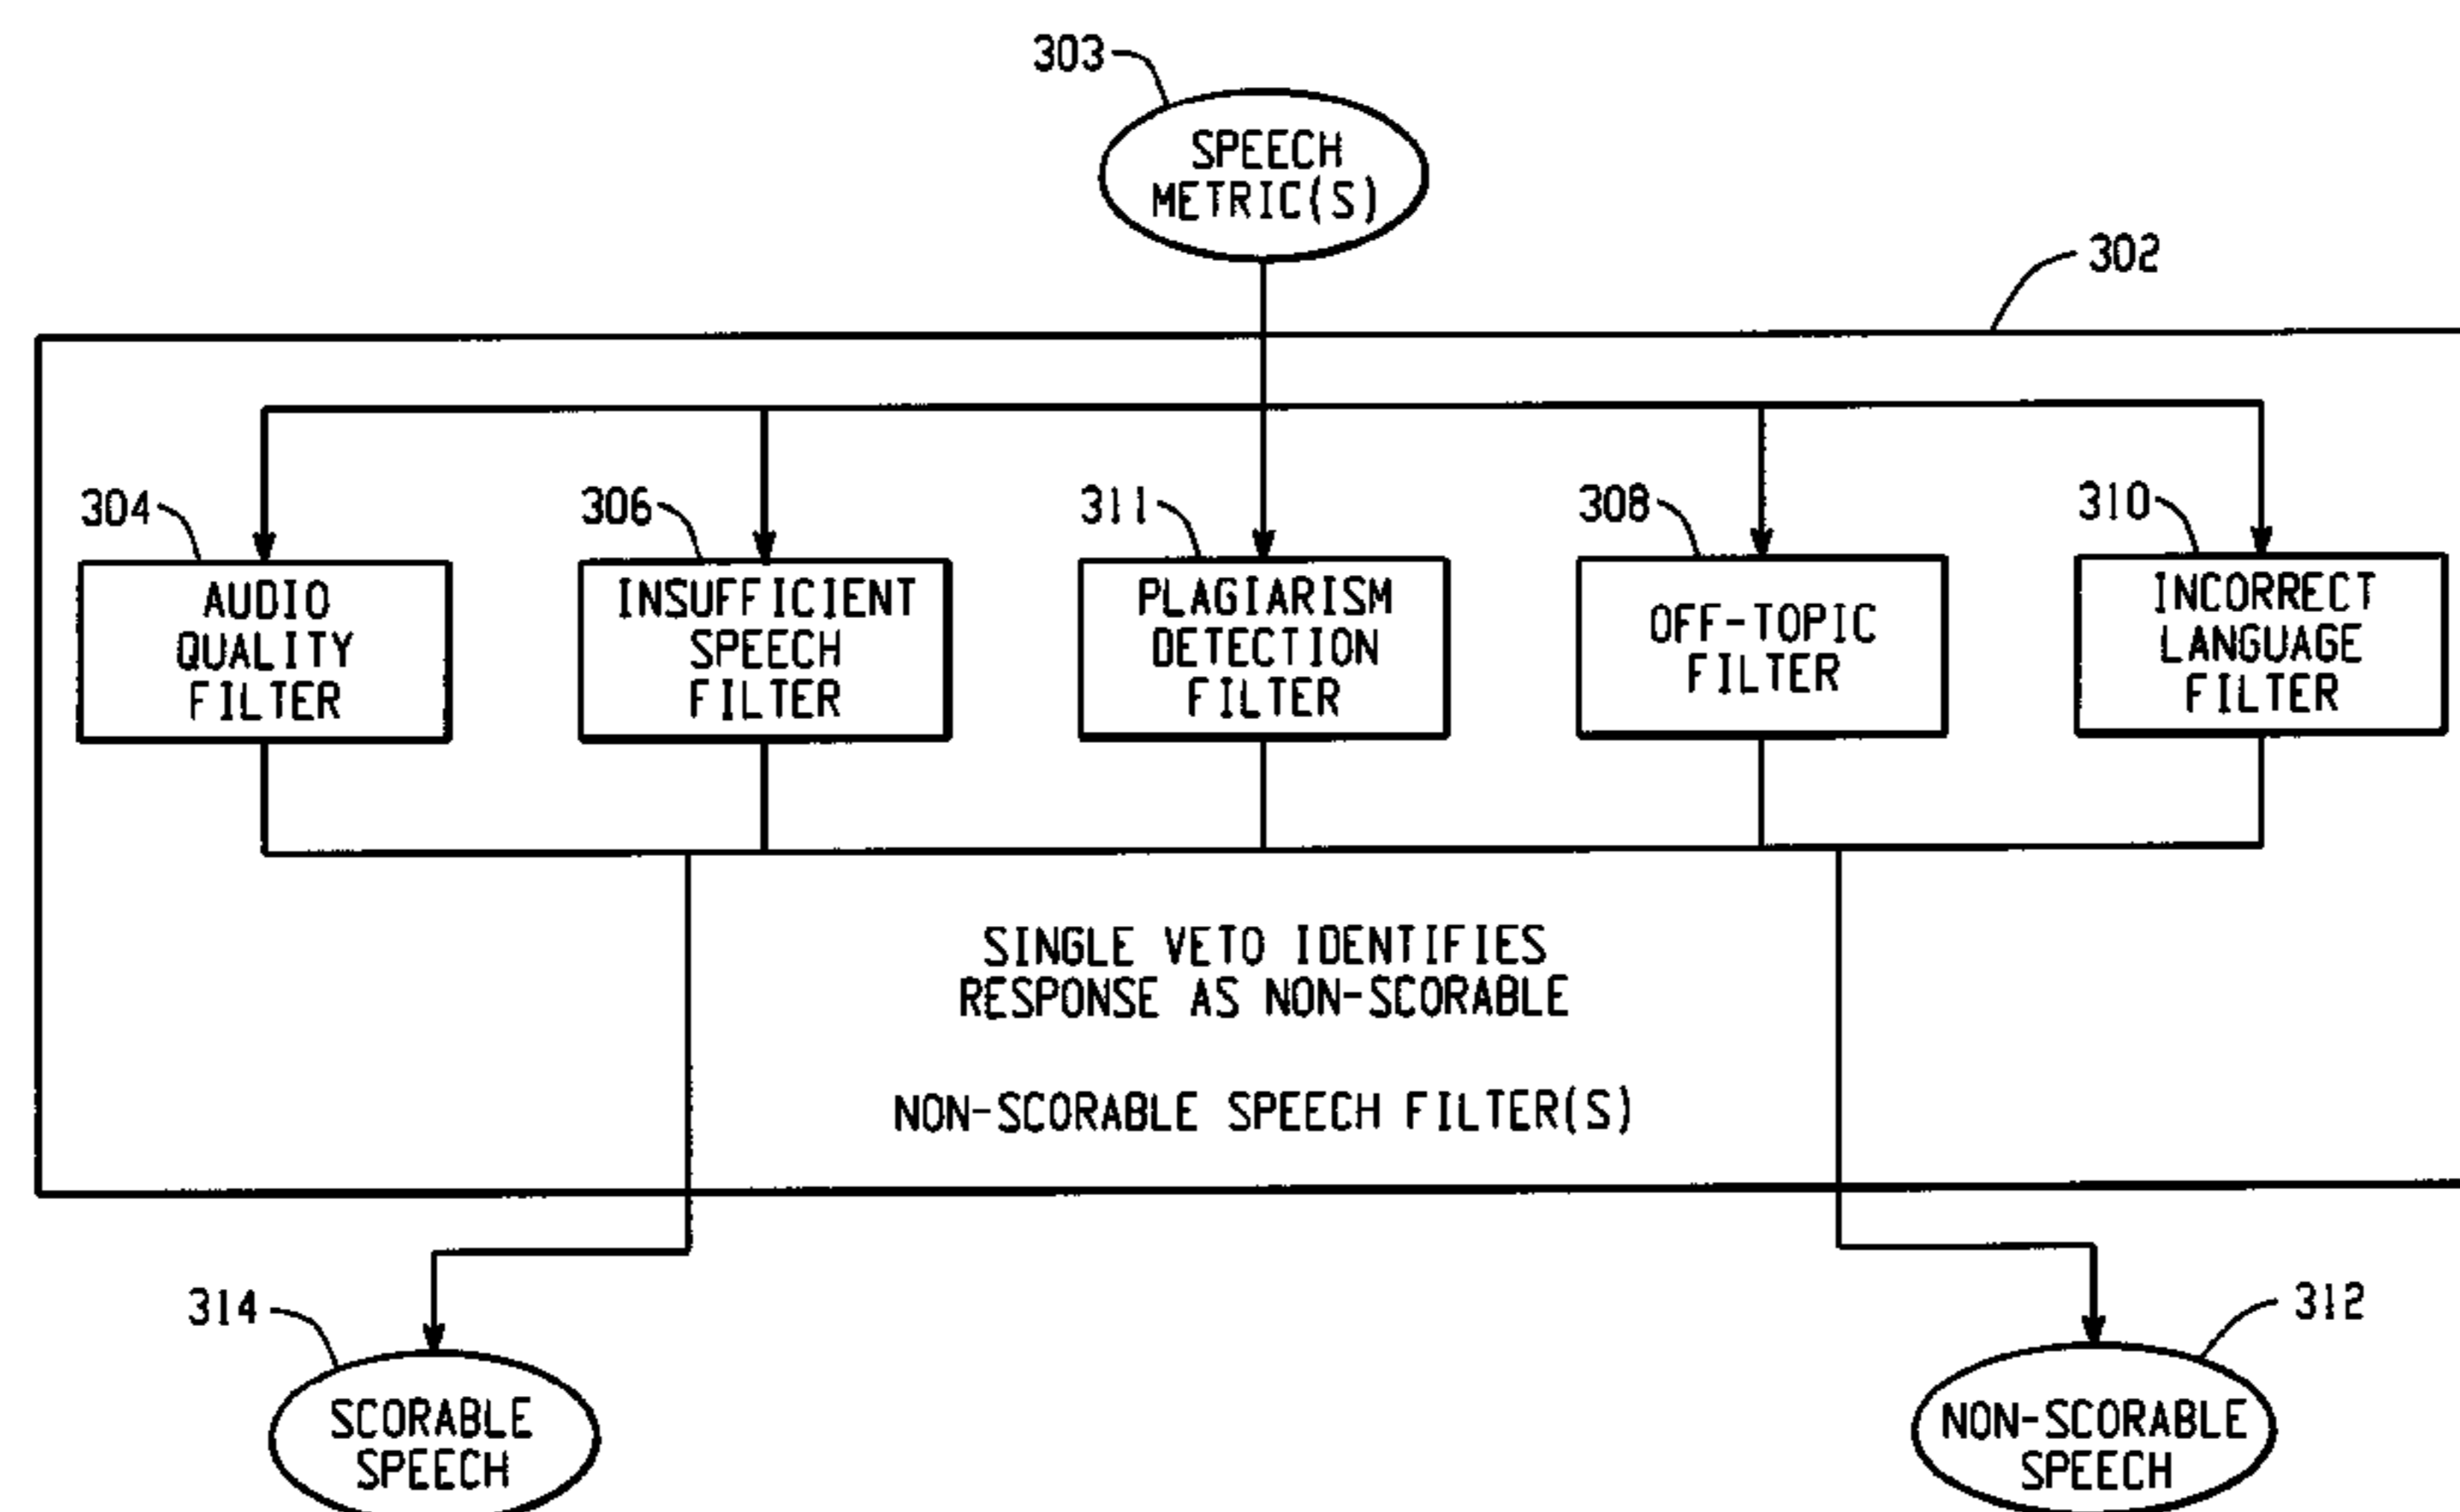 303
SPEECH
METRIC(S)
302
304
306
311
308
310
AUDIO
QUALITY
FILTER
INSUFFICIENT
SPEECH
FILTER
PLAGIARISM
DETECTION
FILTER
OFF-TOPIC
FILTER
INCORRECT
LANGUAGE
FILTER
SINGLE VETO IDENTIFIES
RESPONSE AS NON-SCORABLE
NON-SCORABLE SPEECH FILTER(S)
314
312
SCORABLE
SPEECH
NON-SCORABLE
SPEECH